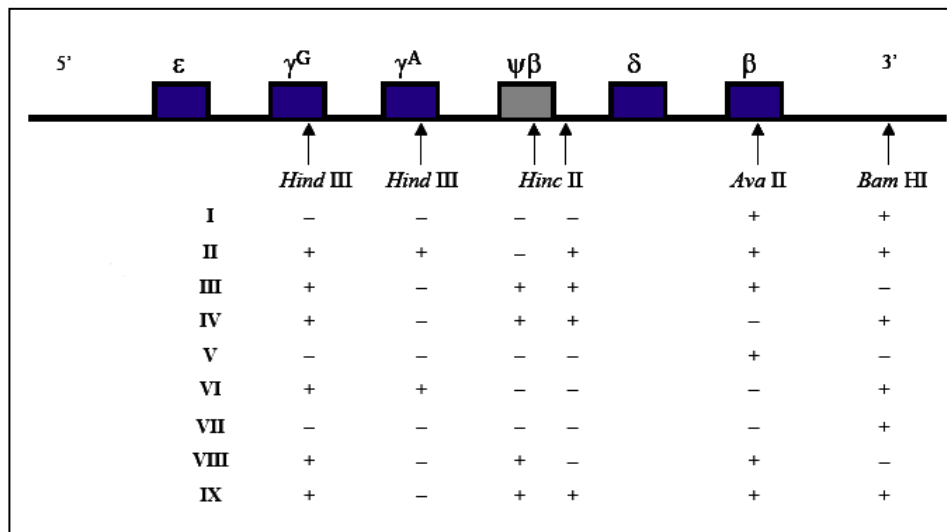 5’ ε γᴳ γᴬ ψβ δ β 3’
Hind III Hind III Hinc II Ava II Bam HI
I – – – – + +
II + + – + + +
III + – + + + –
IV + – + + – +
V – – – – + –
VI + + – – – +
VII – – – – – +
VIII + – + – + –
IX + – + + + +